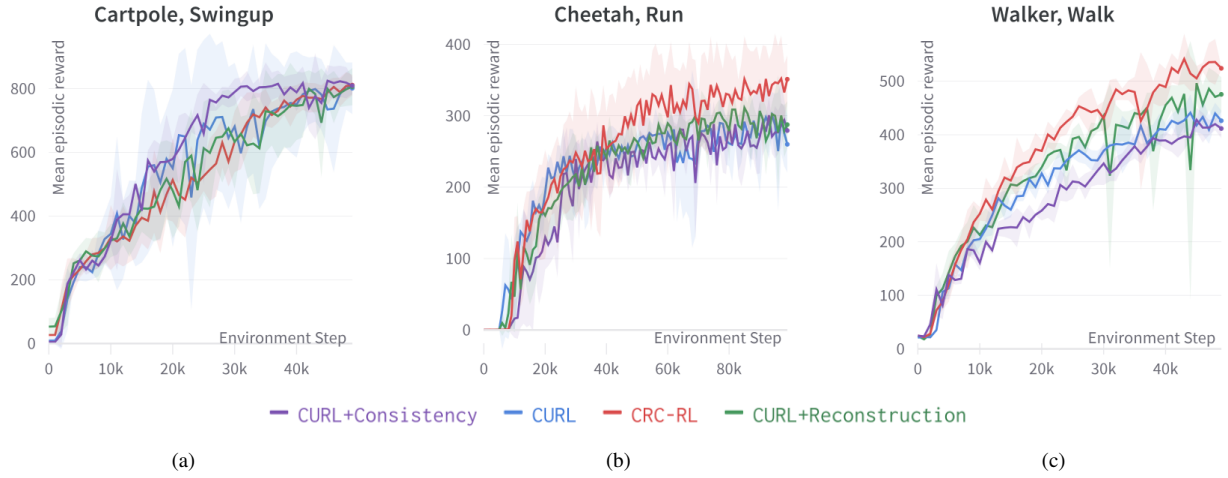 Cartpole, Swingup
Mean episodic reward
800
600
400
200
0
Environment Step
0 10k 20k 30k 40k
Cheetah, Run
Mean episodic reward
400
300
200
100
0
Environment Step
0 20k 40k 60k 80k
Walker, Walk
Mean episodic reward
500
400
300
200
100
0
Environment Step
0 10k 20k 30k 40k
CURL+Consistency CURL CRC-RL CURL+Reconstruction
(a) (b) (c)